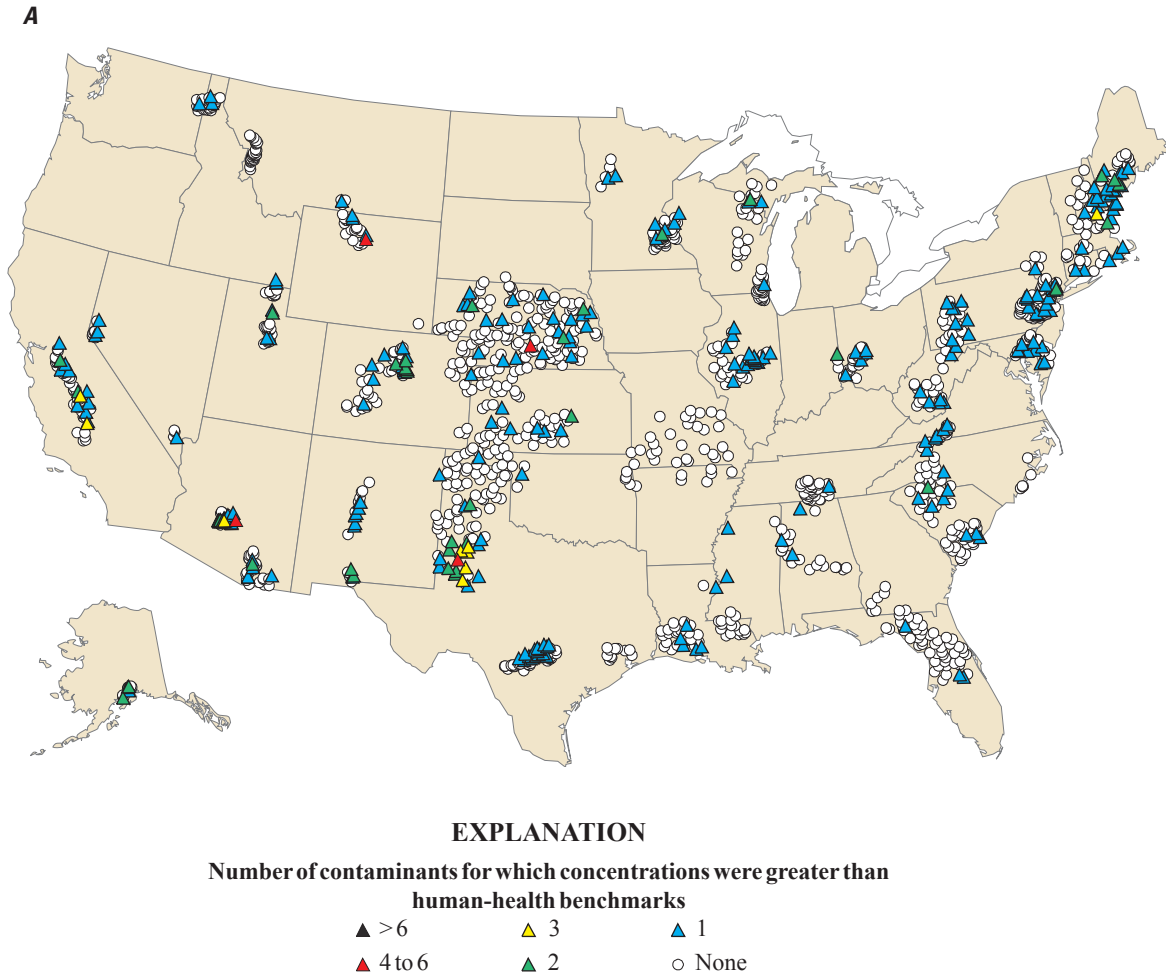 A
EXPLANATION
Number of contaminants for which concentrations were greater than
human-health benchmarks
>6 3 1
4 to 6 2 None